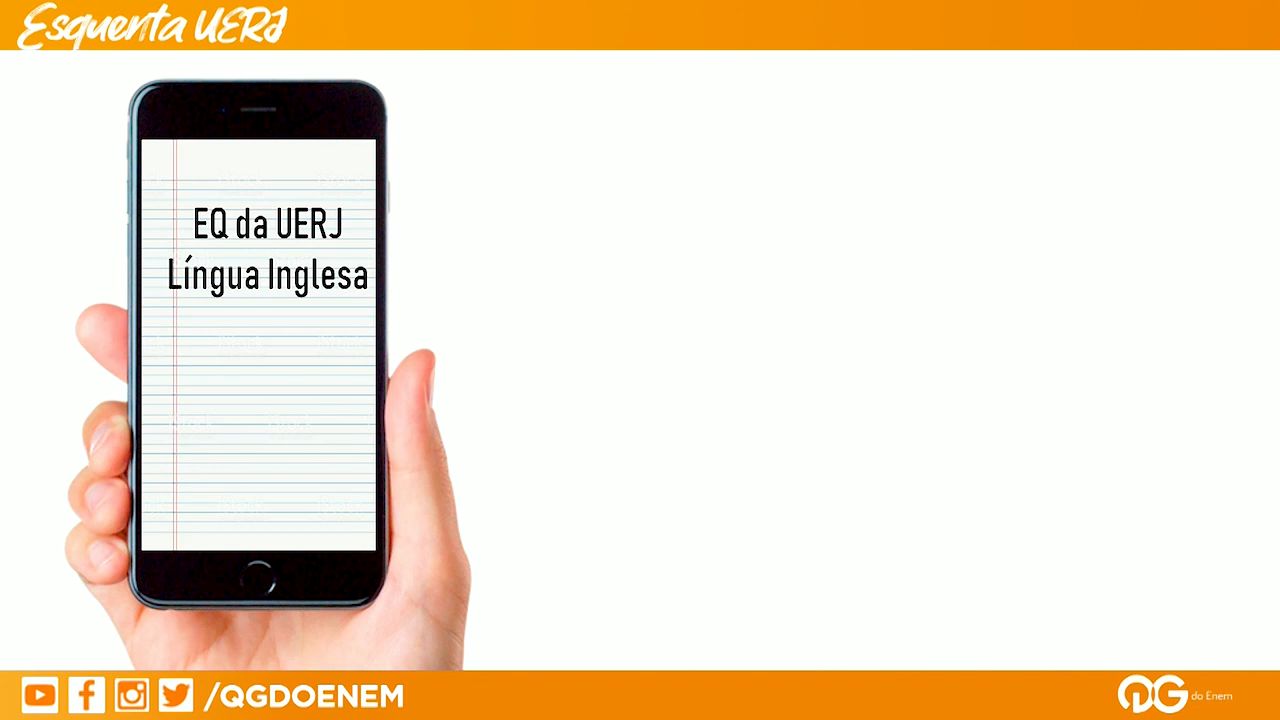 Esquenta UERJ
EQ da UERJ
Língua Inglesa
/QGDOENEM
QG do Enem